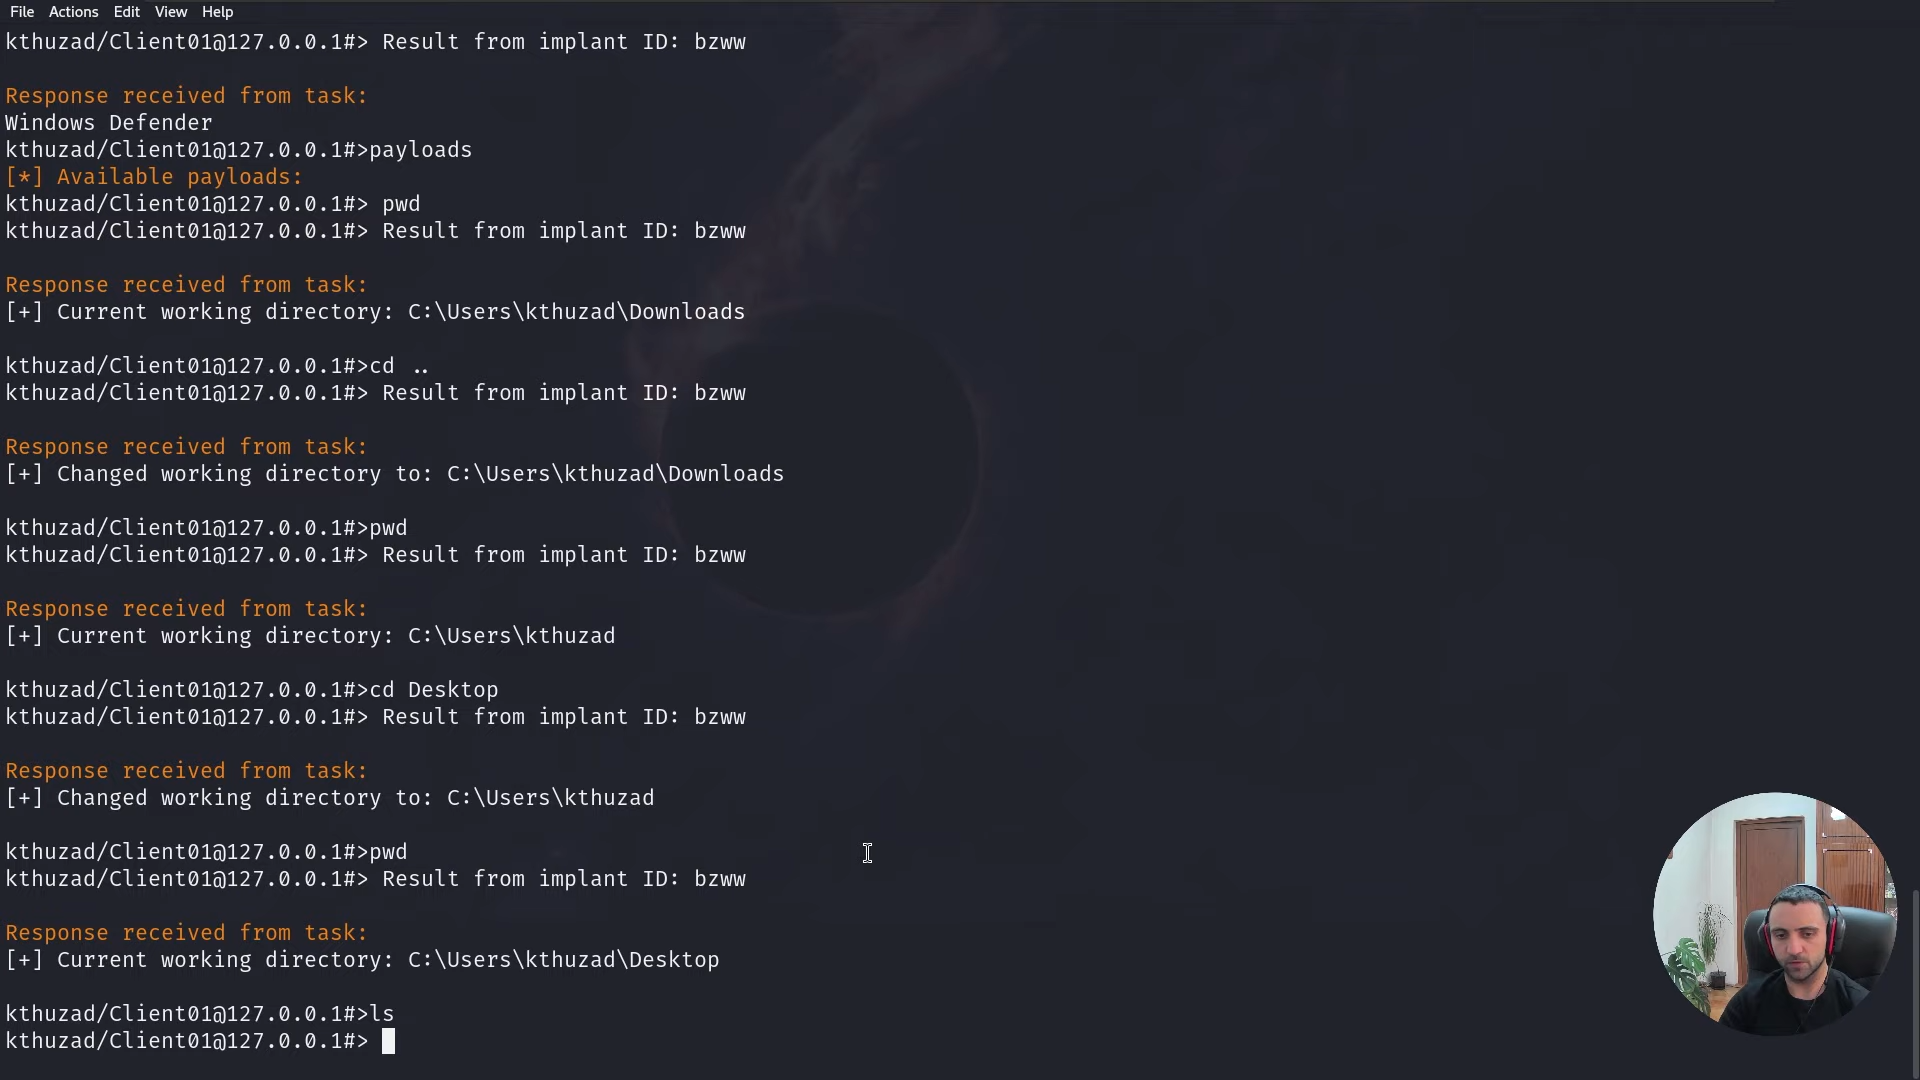 File Actions Edit View Help
kthuzad/Client01@127.0.0.1#> Result from implant ID: bzww
Response received from task:
Windows Defender
kthuzad/Client01@127.0.0.1#>payloads
[*] Available payloads:
kthuzad/Client01@127.0.0.1#> pwd
kthuzad/Client01@127.0.0.1#> Result from implant ID: bzww
Response received from task:
[+] Current working directory: C:\Users\kthuzad\Downloads
kthuzad/Client01@127.0.0.1#>cd ..
kthuzad/Client01@127.0.0.1#> Result from implant ID: bzww
Response received from task:
[+] Changed working directory to: C:\Users\kthuzad\Downloads
kthuzad/Client01@127.0.0.1#>pwd
kthuzad/Client01@127.0.0.1#> Result from implant ID: bzww
Response received from task:
[+] Current working directory: C:\Users\kthuzad
kthuzad/Client01@127.0.0.1#>cd Desktop
kthuzad/Client01@127.0.0.1#> Result from implant ID: bzww
Response received from task:
[+] Changed working directory to: C:\Users\kthuzad
kthuzad/Client01@127.0.0.1#>pwd
kthuzad/Client01@127.0.0.1#> Result from implant ID: bzww
Response received from task:
[+] Current working directory: C:\Users\kthuzad\Desktop
kthuzad/Client01@127.0.0.1#>ls
kthuzad/Client01@127.0.0.1#>